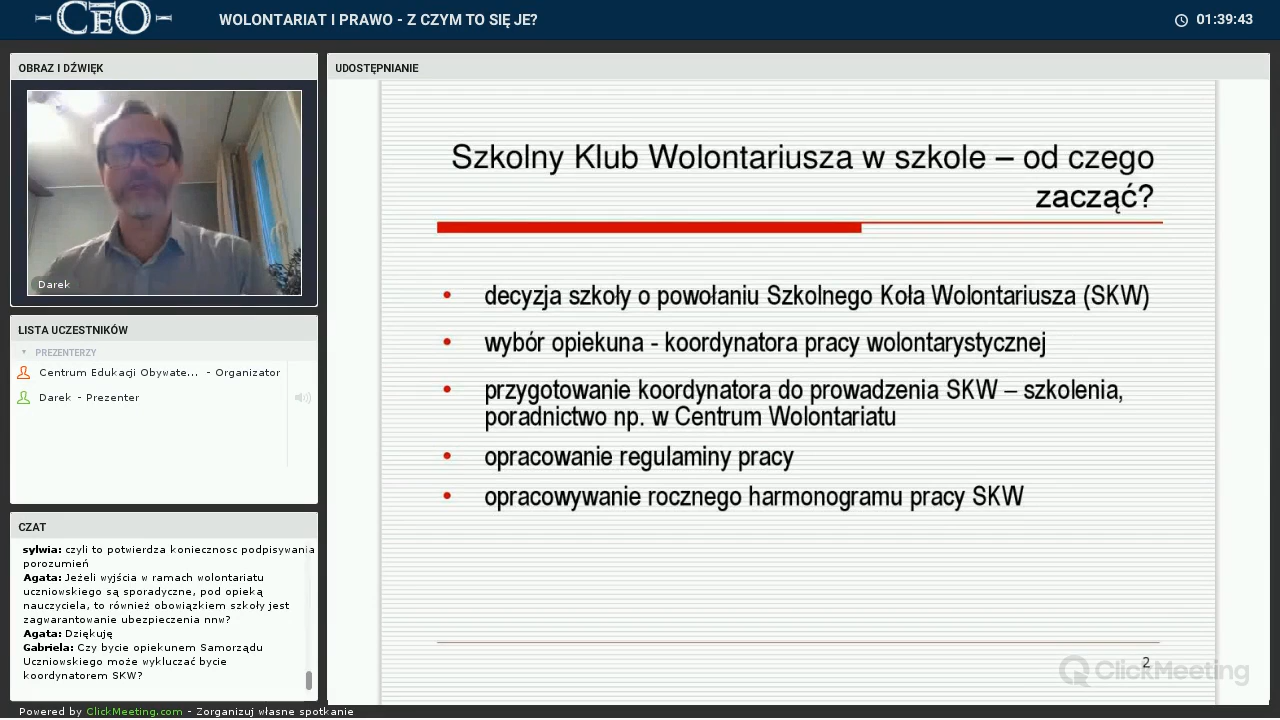 CEO
WOLONTARIAT I PRAWO - Z CZYM TO SIĘ JE?
01:39:43
OBRAZ I DŹWIĘK
Darek
LISTA UCZESTNIKÓW
PREZENTERZY
Centrum Edukacji Obywate... - Organizator
Darek - Prezenter
CZAT
sylwia: czyli to potwierdza koniecznosc podpisywania
porozumień
Agata: Jeżeli wyjścia w ramach wolontariatu
uczniowskiego są sporadyczne, pod opieką
nauczyciela, to również obowiązkiem szkoły jest
zagwarantowanie ubezpieczenia nnw?
Agata: Dziękuję
Gabriela: Czy bycie opiekunem Samorządu
Uczniowskiego może wykluczać bycie
koordynatorem SKW?
Powered by ClickMeeting.com - Zorganizuj własne spotkanie
UDOSTĘPNIANIE
Szkolny Klub Wolontariusza w szkole – od czego
zacząć?
• decyzja szkoły o powołaniu Szkolnego Koła Wolontariusza (SKW)
• wybór opiekuna - koordynatora pracy wolontarystycznej
• przygotowanie koordynatora do prowadzenia SKW – szkolenia,
poradnictwo np. w Centrum Wolontariatu
• opracowanie regulaminy pracy
• opracowywanie rocznego harmonogramu pracy SKW
2
ClickMeeting